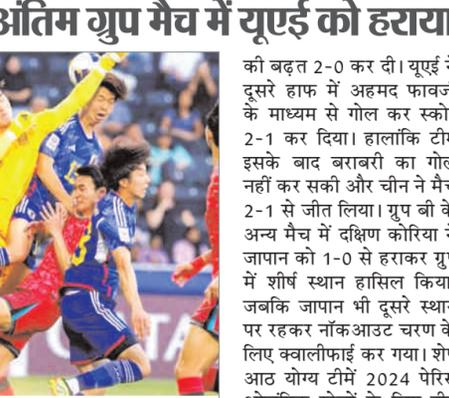 अंतिम ग्रुप मैच में यूएई को हराया
की बढ़त 2-0 कर दी। यूएई ने
दूसरे हाफ में अहमद फावज
के माध्यम से गोल कर स्को
2-1 कर दिया। हालांकि टीम
इसके बाद बराबरी का गोल
नहीं कर सकी और चीन ने मैच
2-1 से जीत लिया। ग्रुप बी के
अन्य मैच में दक्षिण कोरिया ने
जापान को 1-0 से हराकर ग्रु
में शीर्ष स्थान हासिल किया
जबकि जापान भी दूसरे स्था
पर रहकर नॉकआउट चरण के
लिए क्वालीफाई कर गया। शे
आठ योग्य टीमें 2024 पेरि